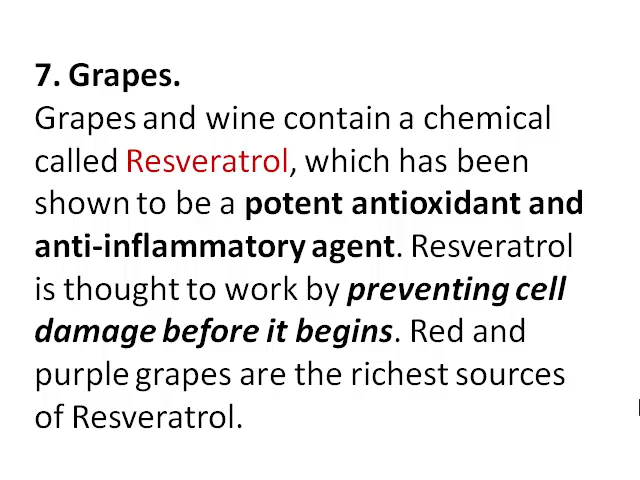 7. Grapes.
Grapes and wine contain a chemical
called Resveratrol, which has been
shown to be a potent antioxidant and
anti-inflammatory agent. Resveratrol
is thought to work by preventing cell
damage before it begins. Red and
purple grapes are the richest sources
of Resveratrol.